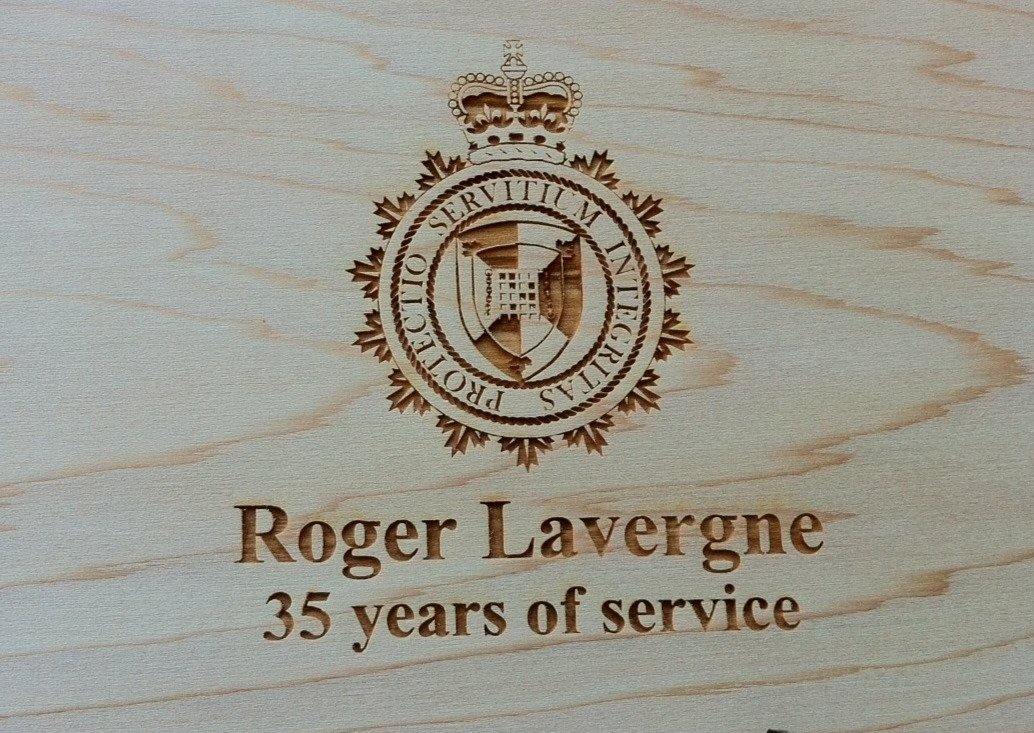 PROTECTIO SERVITIUM INTEGRITAS
Roger Lavergne
35 years of service